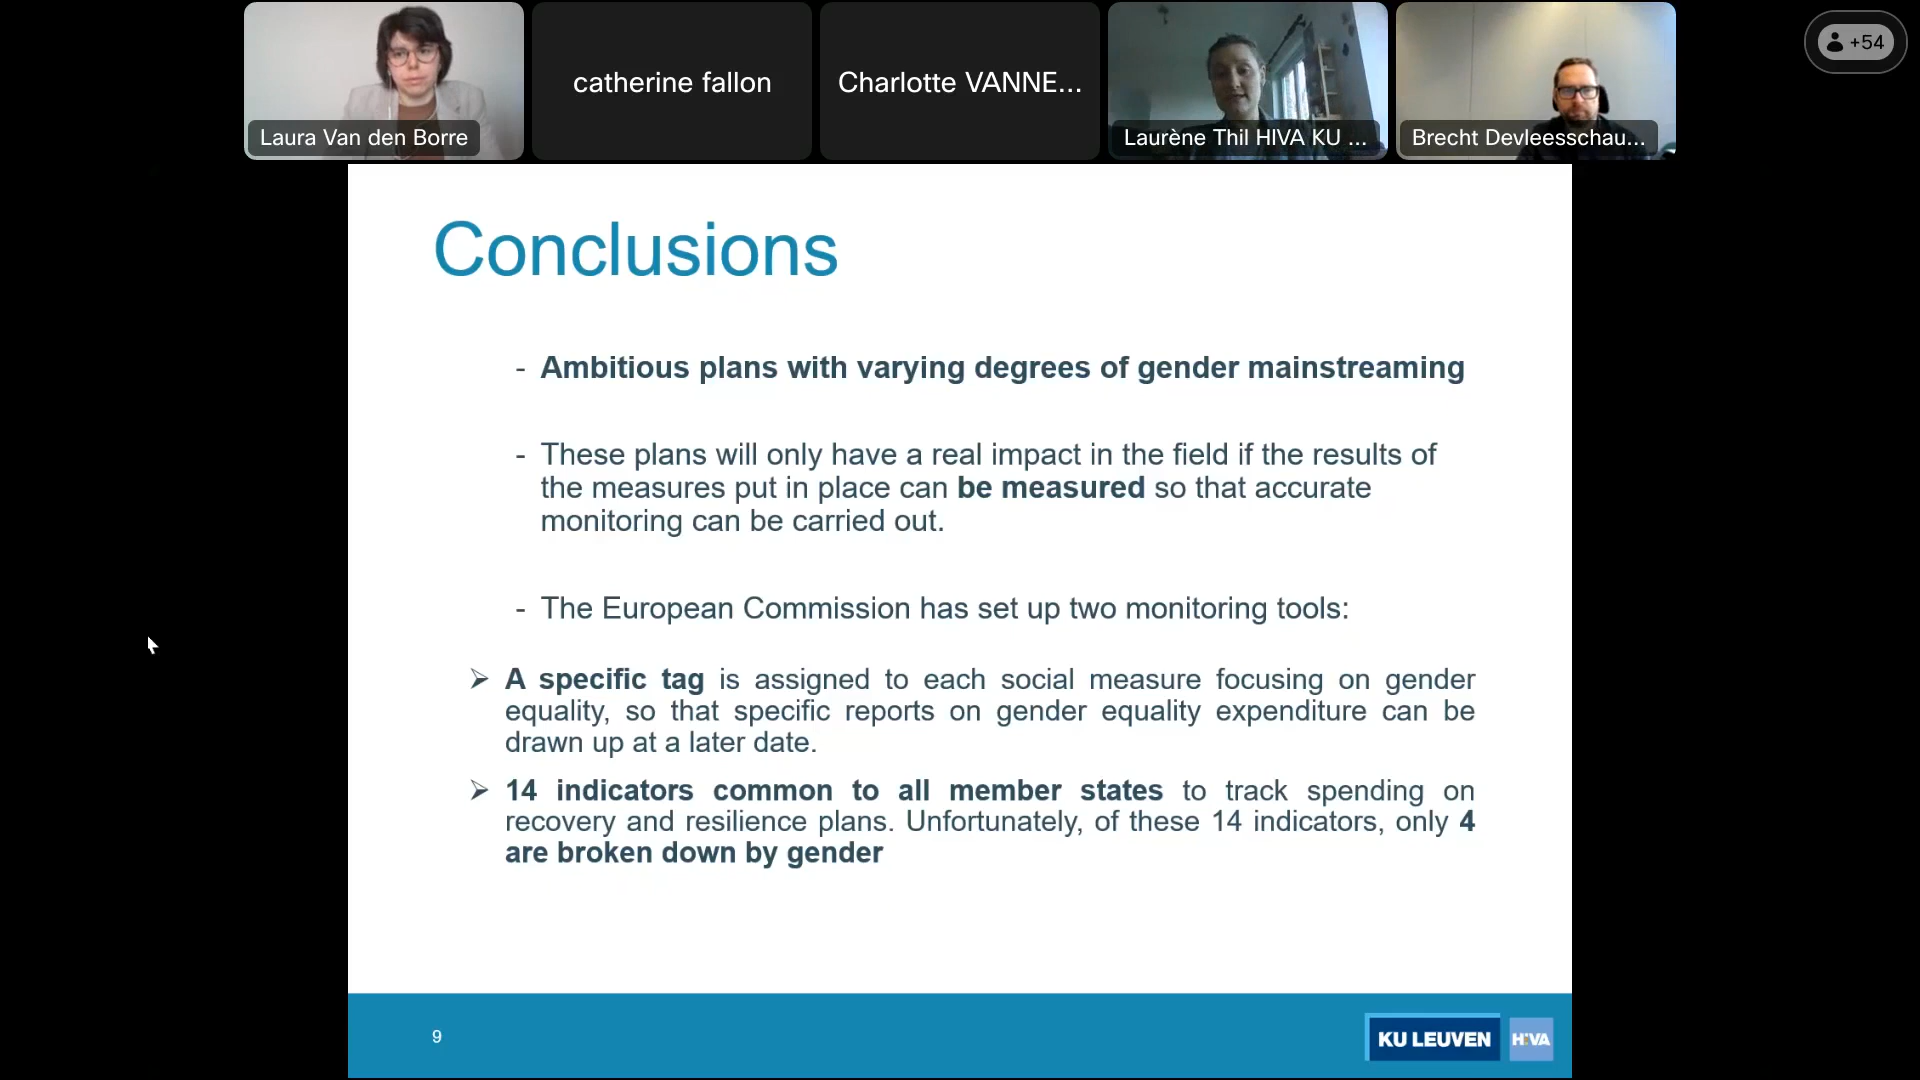 Laura Van den Borre
catherine fallon
Charlotte VANNE...
Laurène Thil HIVA KU ...
Brecht Devleesschau...
+54
Conclusions
- Ambitious plans with varying degrees of gender mainstreaming
- These plans will only have a real impact in the field if the results of
the measures put in place can be measured so that accurate
monitoring can be carried out.
- The European Commission has set up two monitoring tools:
➢ A specific tag is assigned to each social measure focusing on gender
equality, so that specific reports on gender equality expenditure can be
drawn up at a later date.
➢ 14 indicators common to all member states to track spending on
recovery and resilience plans. Unfortunately, of these 14 indicators, only 4
are broken down by gender
9
KU LEUVEN
HIVA